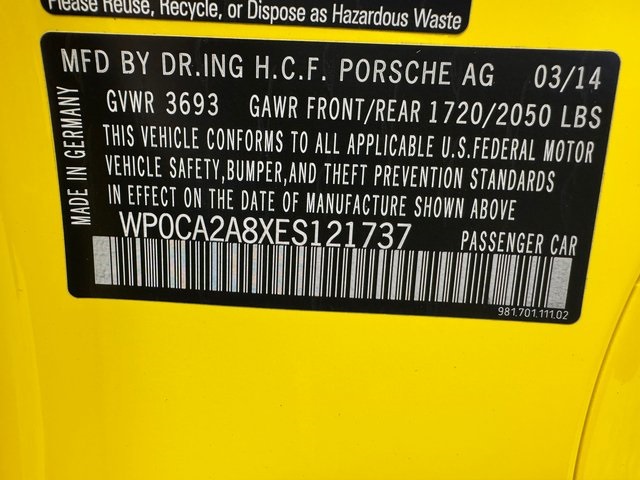 Please Reuse, Recycle, or Dispose as Hazardous Waste
MFD BY DR.ING H.C.F. PORSCHE AG 03/14
GVWR 3693 GAWR FRONT/REAR 1720/2050 LBS
THIS VEHICLE CONFORMS TO ALL APPLICABLE U.S.FEDERAL MOTOR
VEHICLE SAFETY,BUMPER,AND THEFT PREVENTION STANDARDS
IN EFFECT ON THE DATE OF MANUFACTURE SHOWN ABOVE
WP0CA2A8XES121737 PASSENGER CAR
981.701.111.02
MADE IN GERMANY